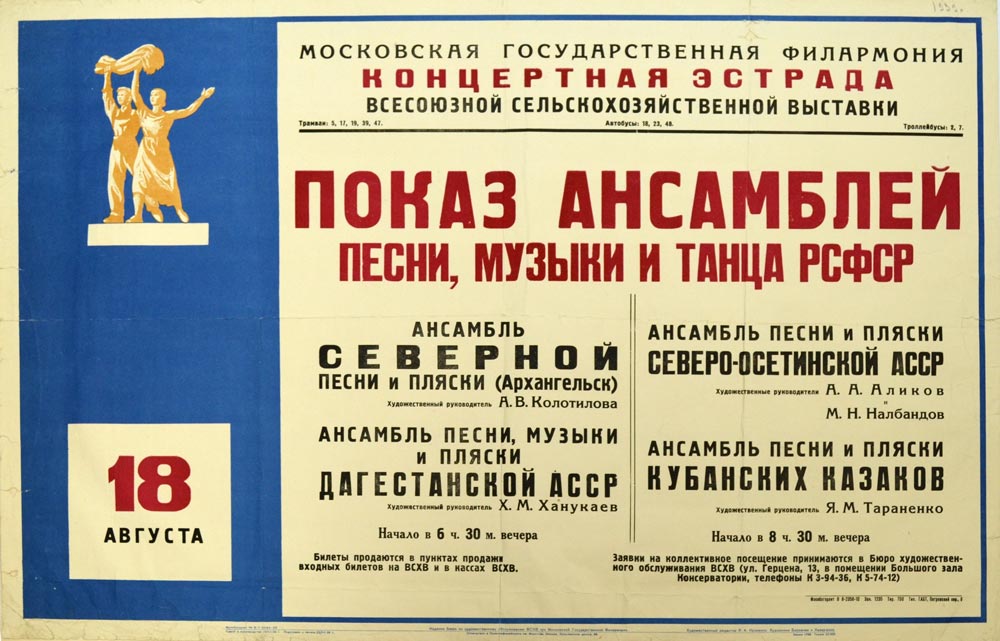 1939.
МОСКОВСКАЯ ГОСУДАРСТВЕННАЯ ФИЛАРМОНИЯ
КОНЦЕРТНАЯ ЭСТРАДА
ВСЕСОЮЗНОЙ СЕЛЬСКОХОЗЯЙСТВЕННОЙ ВЫСТАВКИ
Трамваи: 5, 17, 19, 39, 47. Автобусы: 18, 23, 48. Троллейбусы: 2, 7.
ПОКАЗ АНСАМБЛЕЙ
ПЕСНИ, МУЗЫКИ И ТАНЦА РСФСР
АНСАМБЛЬ
СЕВЕРНОЙ
ПЕСНИ и ПЛЯСКИ (Архангельск)
Художественный руководитель А. В. Колотилова
АНСАМБЛЬ ПЕСНИ, МУЗЫКИ
И ПЛЯСКИ
ДАГЕСТАНСКОЙ АССР
Художественный руководитель Х. М. Ханукаев
Начало в 6 ч. 30 м. вечера
АНСАМБЛЬ ПЕСНИ и ПЛЯСКИ
СЕВЕРО-ОСЕТИНСКОЙ АССР
Художественные руководители А. А. Аликов
и
М. Н. Налбандов
АНСАМБЛЬ ПЕСНИ и ПЛЯСКИ
КУБАНСКИХ КАЗАКОВ
Художественный руководитель Я. М. Тараненко
Начало в 8 ч. 30 м. вечера
18
АВГУСТА
Билеты продаются в пунктах продажи
входных билетов на ВСХВ и в кассах ВСХВ.
Заявки на коллективное посещение принимаются в Бюро художествен-
ного обслуживания ВСХВ (ул. Герцена, 13, в помещении Большого зала
Консерватории, телефоны К 3-94-36, К 5-74-12)